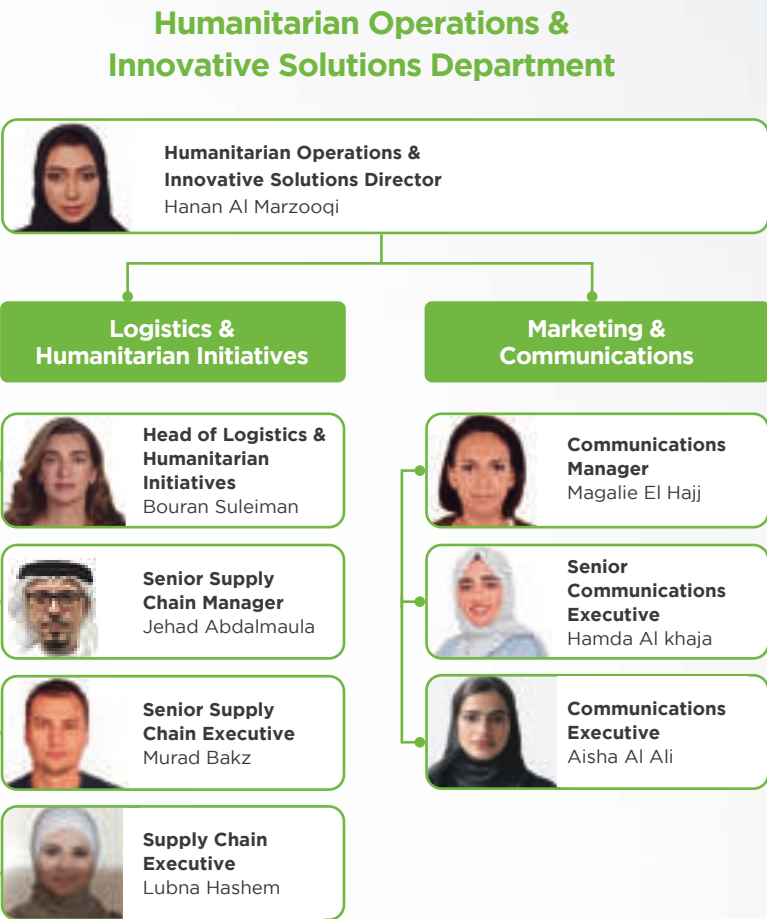 Humanitarian Operations &
Innovative Solutions Department
Humanitarian Operations &
Innovative Solutions Director
Hanan Al Marzooqi
Logistics &
Humanitarian Initiatives
Head of Logistics &
Humanitarian
Initiatives
Bouran Suleiman
Senior Supply
Chain Manager
Jehad Abdalmaula
Senior Supply
Chain Executive
Murad Bakz
Supply Chain
Executive
Lubna Hashem
Marketing &
Communications
Communications
Manager
Magalie El Hajj
Senior
Communications
Executive
Hamda Al khaja
Communications
Executive
Aisha Al Ali